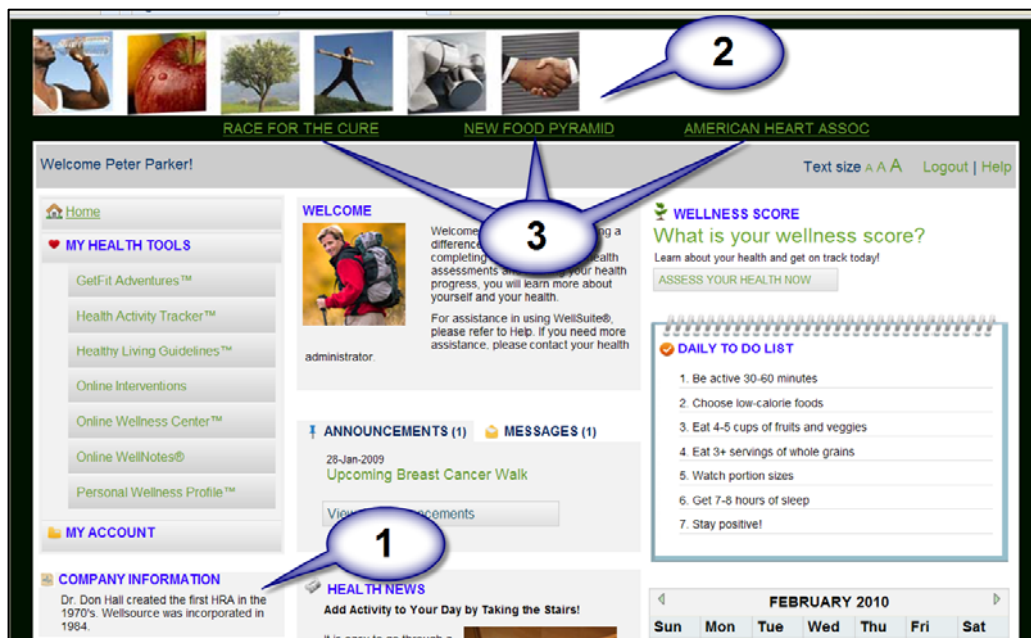 2
RACE FOR THE CURE
NEW FOOD PYRAMID
AMERICAN HEART ASSOC
Welcome Peter Parker!
Text size A A A
Logout | Help
Home
MY HEALTH TOOLS
GetFit Adventures™
Health Activity Tracker™
Healthy Living Guidelines™
Online Interventions
Online Wellness Center™
Online WellNotes®
Personal Wellness Profile™
MY ACCOUNT
1
COMPANY INFORMATION
Dr. Don Hall created the first HRA in the
1970's. Wellsource was incorporated in
1984.
WELCOME
3
Welcome
difference
completing health
assessments your health
progress, you will learn more about
yourself and your health.
For assistance in using WellSuite®,
please refer to Help. If you need more
assistance, please contact your health
administrator.
ANNOUNCEMENTS (1)
MESSAGES (1)
28-Jan-2009
Upcoming Breast Cancer Walk
HEALTH NEWS
Add Activity to Your Day by Taking the Stairs!
WELLNESS SCORE
What is your wellness score?
Learn about your health and get on track today!
ASSESS YOUR HEALTH NOW
DAILY TO DO LIST
1. Be active 30-60 minutes
2. Choose low-calorie foods
3. Eat 4-5 cups of fruits and veggies
4. Eat 3+ servings of whole grains
5. Watch portion sizes
6. Get 7-8 hours of sleep
7. Stay positive!
FEBRUARY 2010
Sun Mon Tue Wed Thu Fri Sat